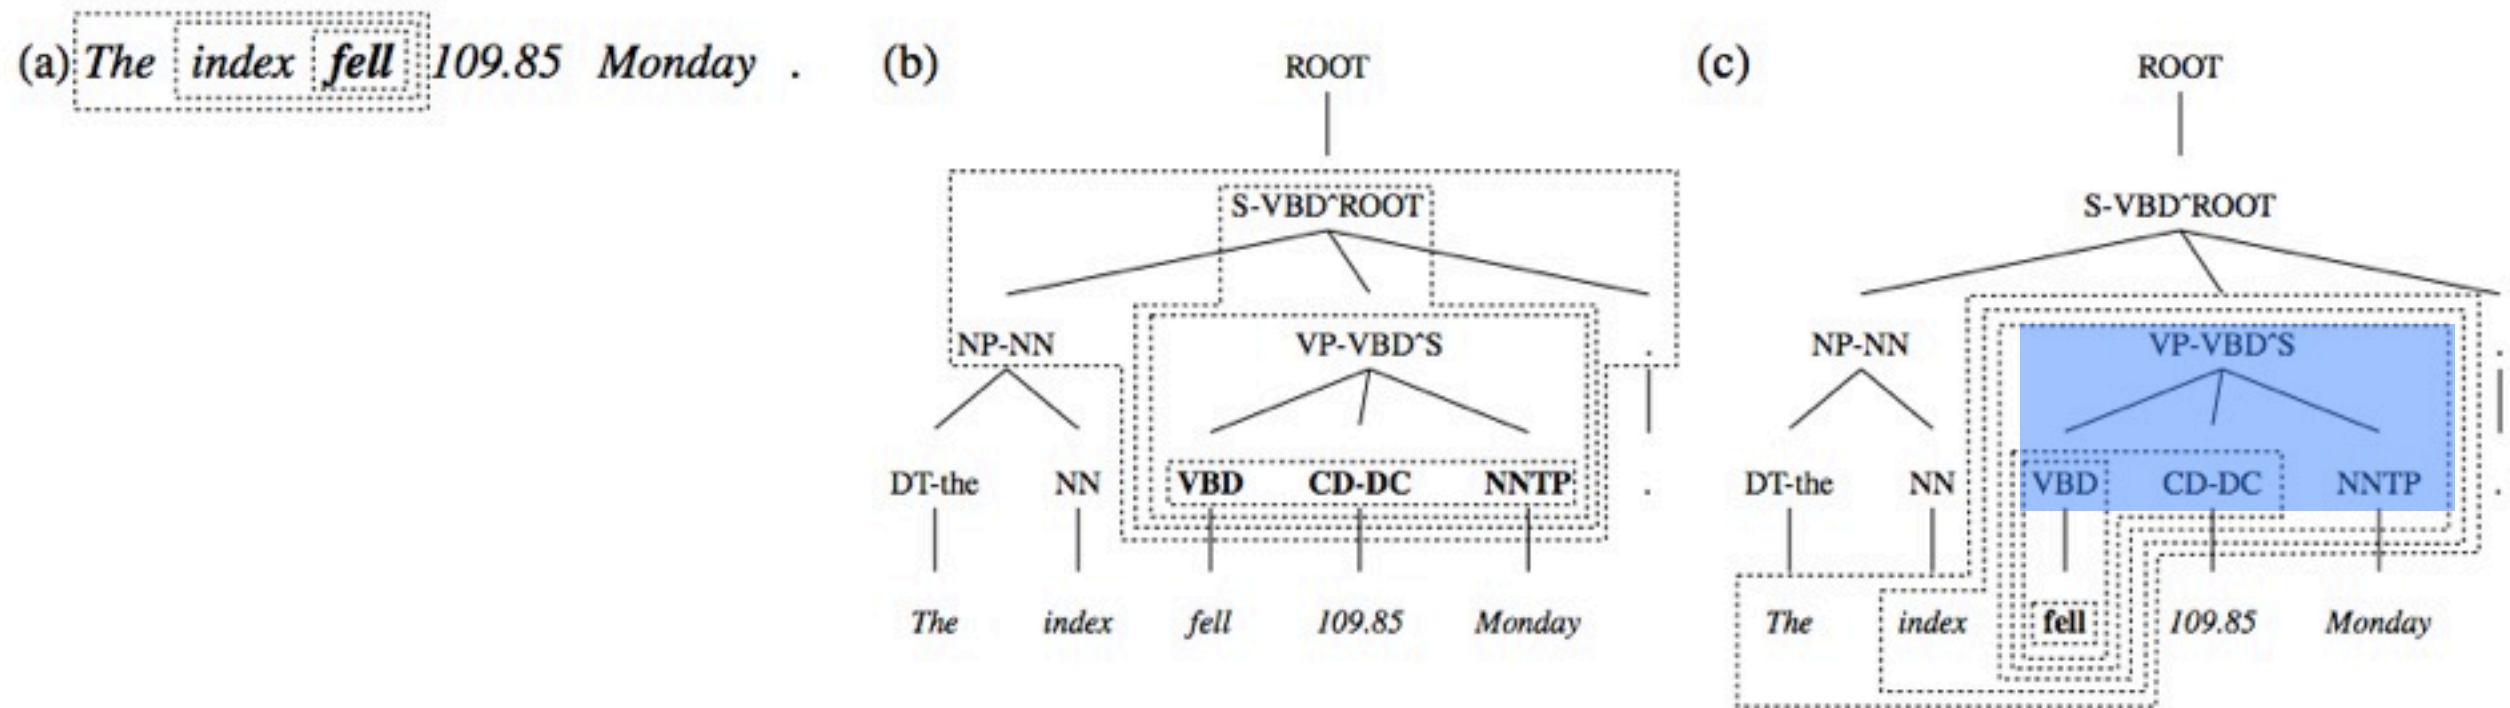 (a) The index fell 109.85 Monday .
(b) ROOT
S-VBD^ROOT
NP-NN VP-VBD^S .
DT-the NN VBD CD-DC NNTP .
The index fell 109.85 Monday
(c) ROOT
S-VBD^ROOT
NP-NN VP-VBD^S .
DT-the NN VBD CD-DC NNTP .
The index fell 109.85 Monday